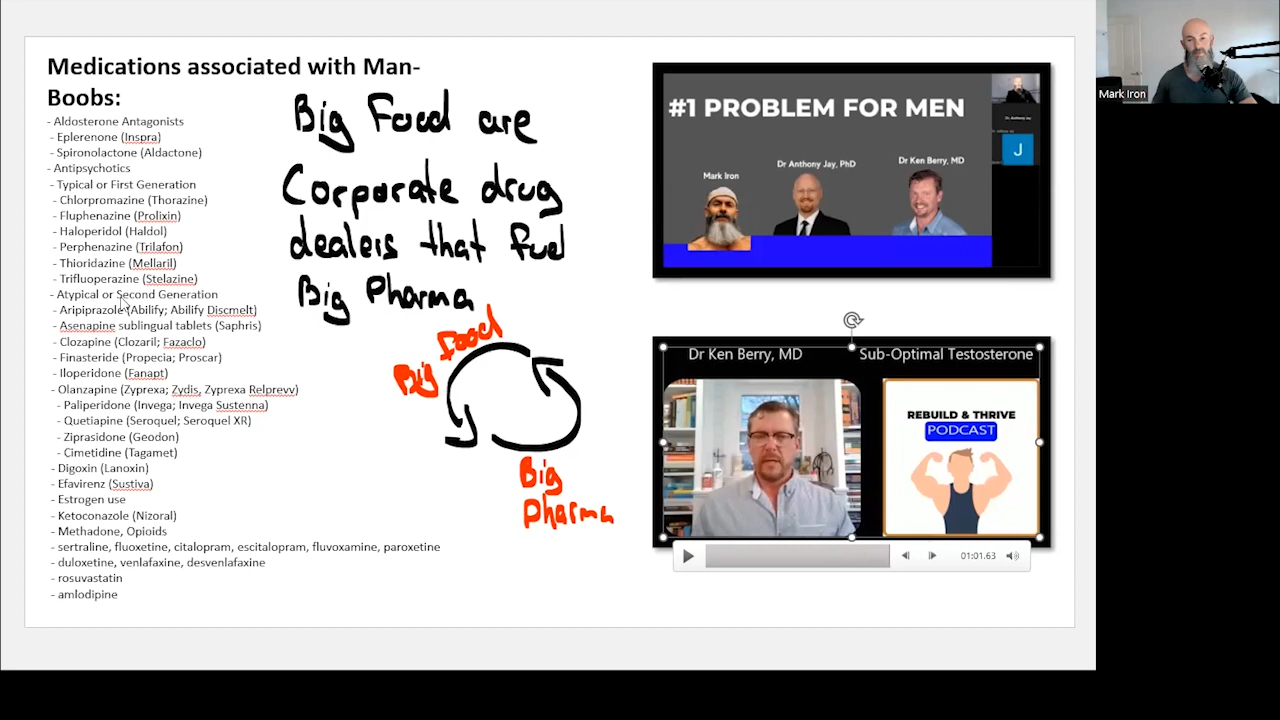 Medications associated with Man-
Boobs:
- Aldosterone Antagonists
- Eplerenone (Inspra)
- Spironolactone (Aldactone)
- Antipsychotics
- Typical or First Generation
- Chlorpromazine (Thorazine)
- Fluphenazine (Prolixin)
- Haloperidol (Haldol)
- Perphenazine (Trilafon)
- Thioridazine (Mellaril)
- Trifluoperazine (Stelazine)
- Atypical or Second Generation
- Aripiprazole (Abilify; Abilify Discmelt)
- Asenapine sublingual tablets (Saphris)
- Clozapine (Clozaril; Fazaclo)
- Finasteride (Propecia; Proscar)
- Iloperidone (Fanapt)
- Olanzapine (Zyprexa; Zydis, Zyprexa Relprevv)
- Paliperidone (Invega; Invega Sustenna)
- Quetiapine (Seroquel; Seroquel XR)
- Ziprasidone (Geodon)
- Cimetidine (Tagamet)
- Digoxin (Lanoxin)
- Efavirenz (Sustiva)
- Estrogen use
- Ketoconazole (Nizoral)
- Methadone, Opioids
- sertraline, fluoxetine, citalopram, escitalopram, fluvoxamine, paroxetine
- duloxetine, venlafaxine, desvenlafaxine
- rosuvastatin
- amlodipine
Big Food are
Corporate drug
dealers that fuel
Big Pharma
Big Food
Big
Pharma
#1 PROBLEM FOR MEN
Mark Iron
Dr Anthony Jay, PhD
Dr Ken Berry, MD
Dr. Anthony Jay
J
Dr Ken Berry, MD
Sub-Optimal Testosterone
REBUILD & THRIVE
PODCAST
01:01.63
Mark Iron